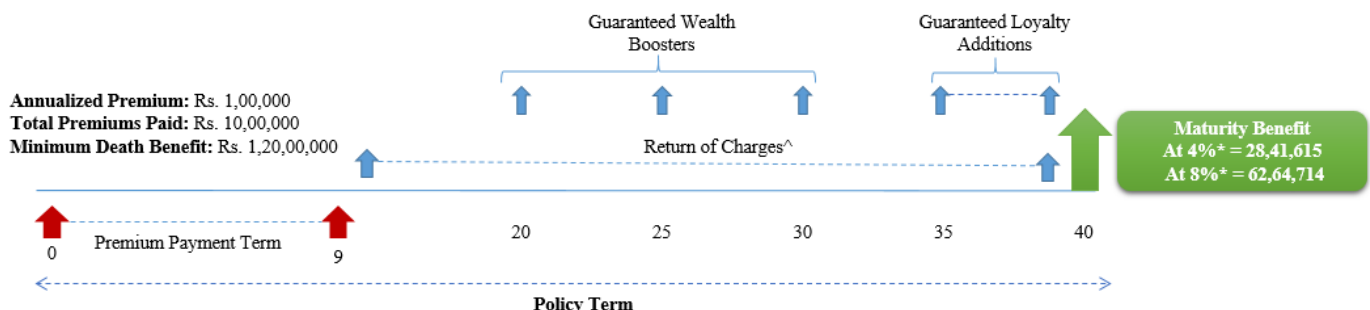 Guaranteed Wealth
Boosters
Guaranteed Loyalty
Additions
Annualized Premium: Rs. 1,00,000
Total Premiums Paid: Rs. 10,00,000
Minimum Death Benefit: Rs. 1,20,00,000
Return of Charges^
Maturity Benefit
At 4%* = 28,41,615
At 8%* = 62,64,714
Premium Payment Term
0
9
20
25
30
35
40
Policy Term